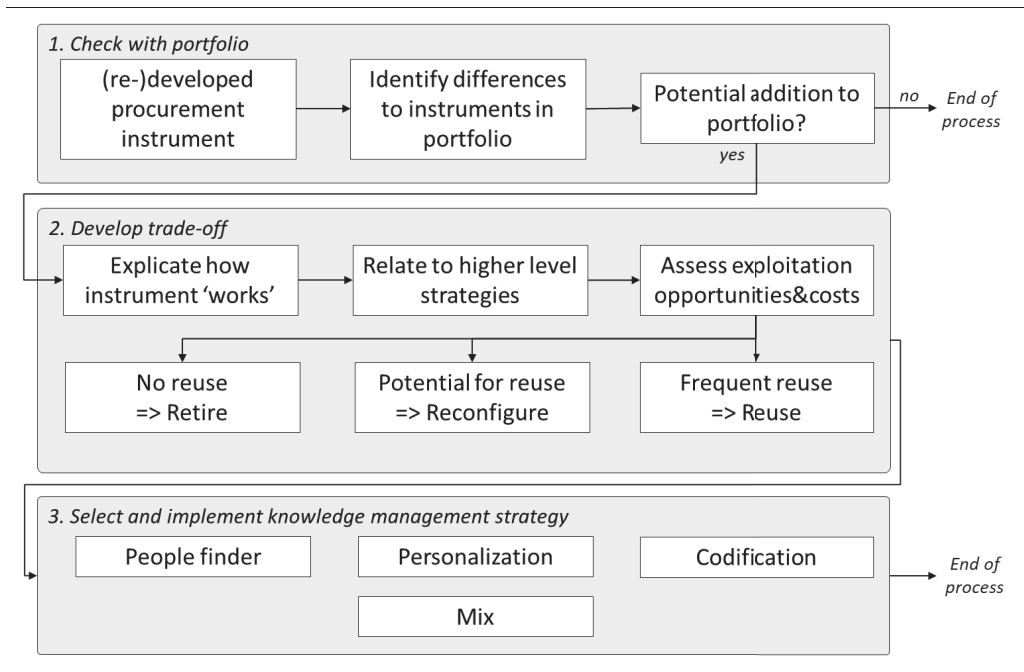 1. Check with portfolio
(re-)developed
procurement
instrument
Identify differences
to instruments in
portfolio
Potential addition to
portfolio?
no
End of
process
yes
2. Develop trade-off
Explicate how
instrument ‘works’
Relate to higher level
strategies
Assess exploitation
opportunities&costs
No reuse
=> Retire
Potential for reuse
=> Reconfigure
Frequent reuse
=> Reuse
3. Select and implement knowledge management strategy
People finder
Personalization
Codification
Mix
End of
process